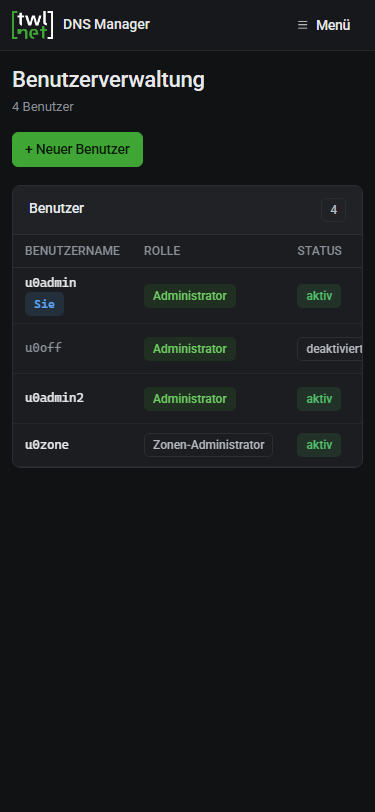 twl
net
DNS Manager
☰ Menü
Benutzerverwaltung
4 Benutzer
+ Neuer Benutzer
Benutzer 4
BENUTZERNAME ROLLE STATUS
u0admin
Sie
Administrator aktiv
u0off Administrator deaktiviert
u0admin2 Administrator aktiv
u0zone Zonen-Administrator aktiv